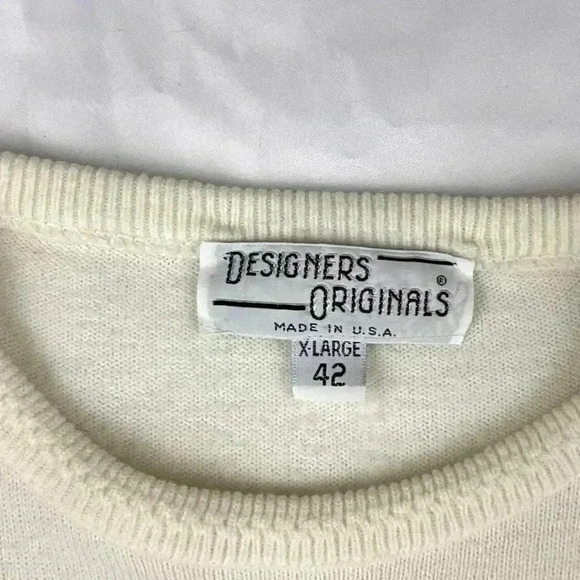 DESIGNERS
ORIGINALS ®
MADE IN U.S.A.
X-LARGE
42